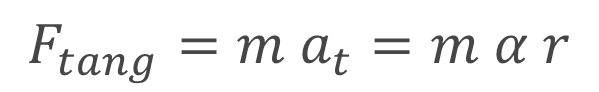 F_tang = m a_t = m α r